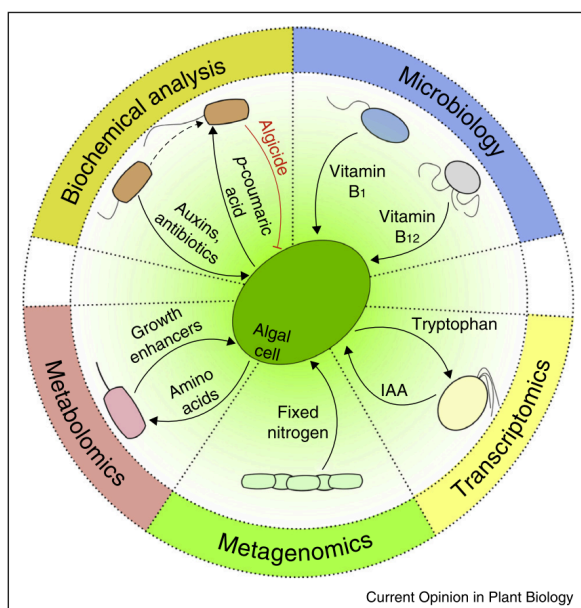 Biochemical analysis
Microbiology
Algicide
p-coumaric
acid
Auxins,
antibiotics
Vitamin
B1
Vitamin
B12
Growth
enhancers
Algal
cell
Tryptophan
Amino
acids
IAA
Fixed
nitrogen
Metabolomics
Transcriptomics
Metagenomics
Current Opinion in Plant Biology